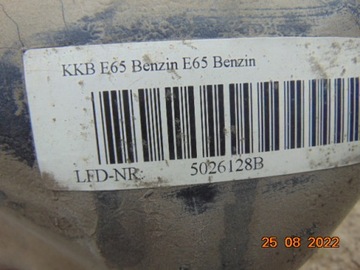 KKB E65 Benzin E65 Benzin
LFD-NR: 5026128B
25 08 2022